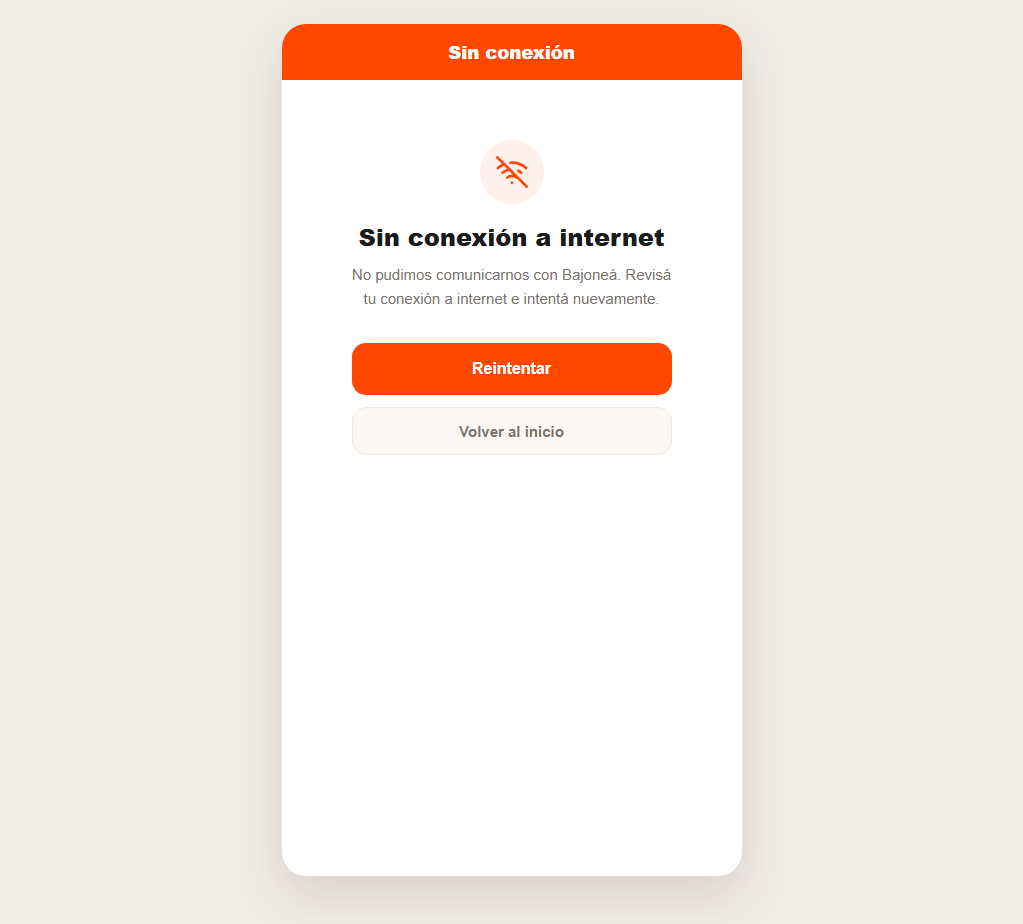 Sin conexión
Sin conexión a internet
No pudimos comunicarnos con Bajoneá. Revisá
tu conexión a internet e intentá nuevamente.
Reintentar
Volver al inicio